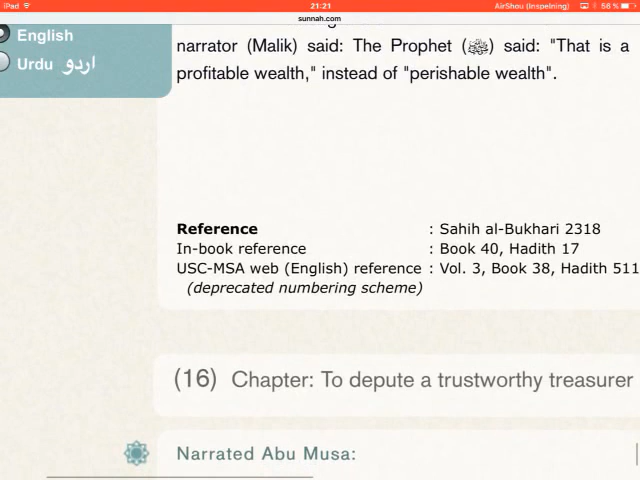 iPad 21:21 AirShou (Inspelning) 56 %
sunnah.com
English
Urdu اردو
narrator (Malik) said: The Prophet (ﷺ) said: "That is a
profitable wealth," instead of "perishable wealth".
Reference : Sahih al-Bukhari 2318
In-book reference : Book 40, Hadith 17
USC-MSA web (English) reference : Vol. 3, Book 38, Hadith 511
(deprecated numbering scheme)
(16) Chapter: To depute a trustworthy treasurer
Narrated Abu Musa: